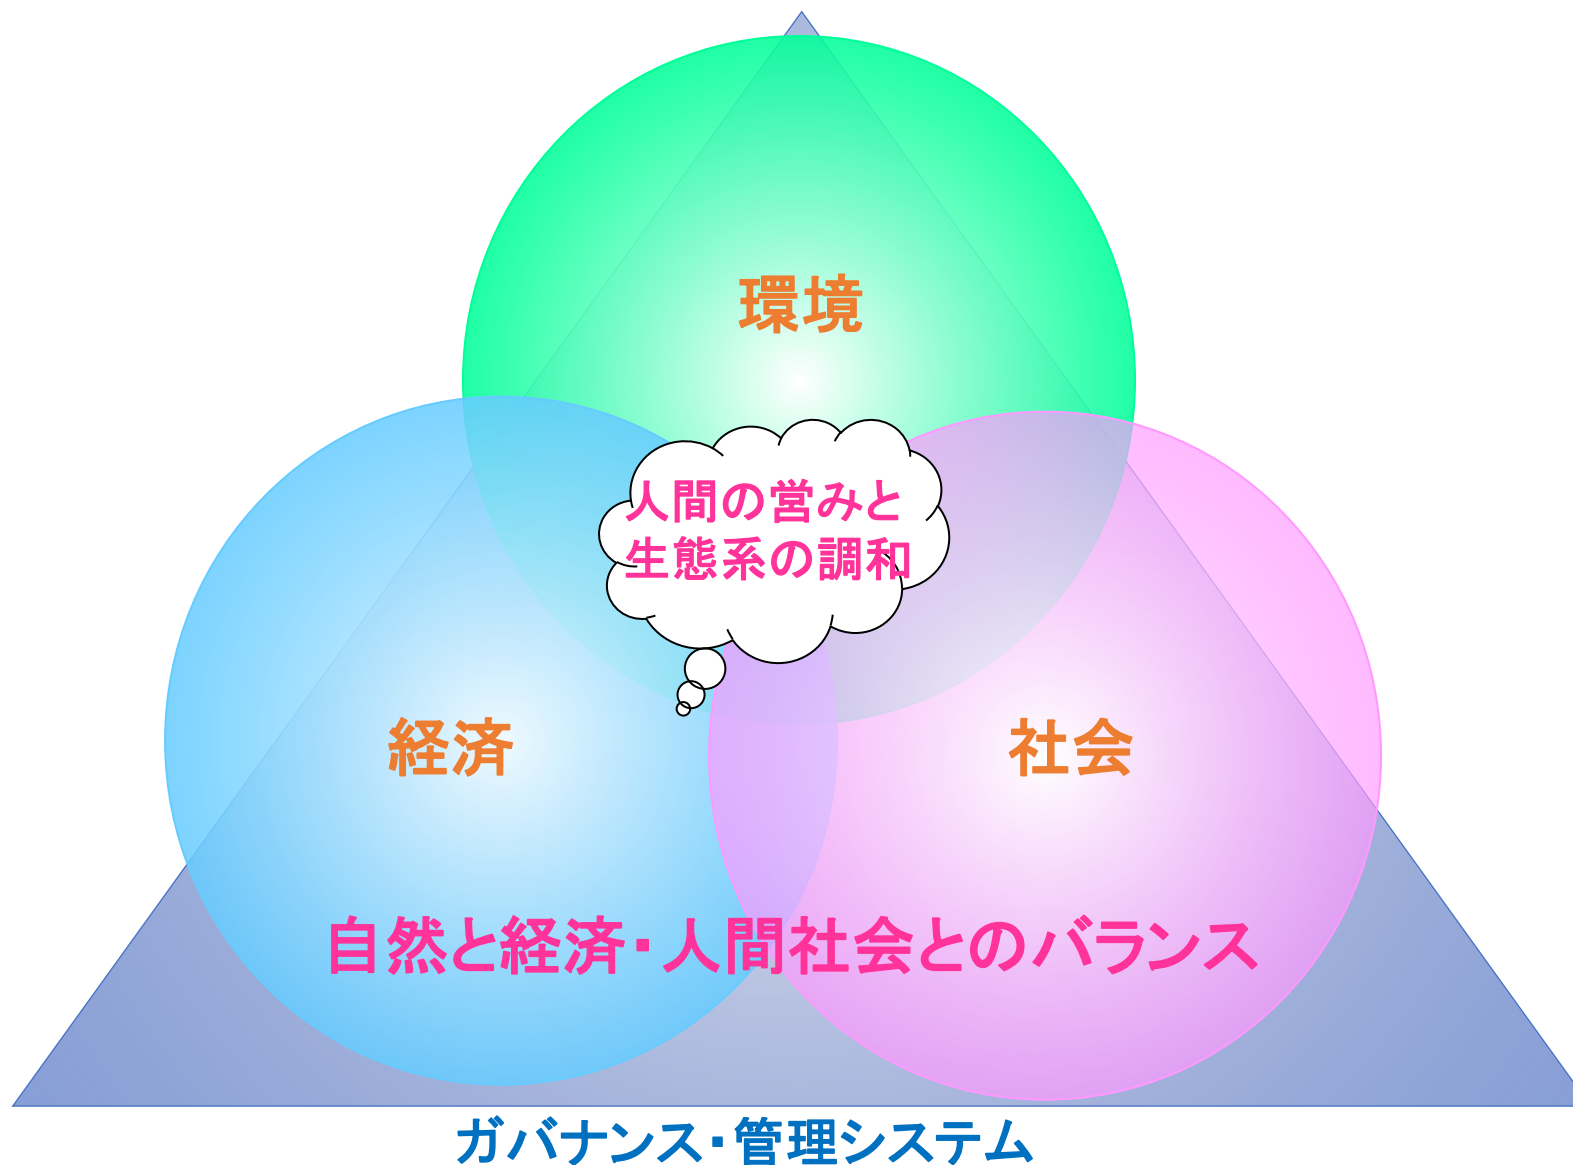 環境
人間の営みと
生態系の調和
経済
社会
自然と経済・人間社会とのバランス
ガバナンス・管理システム